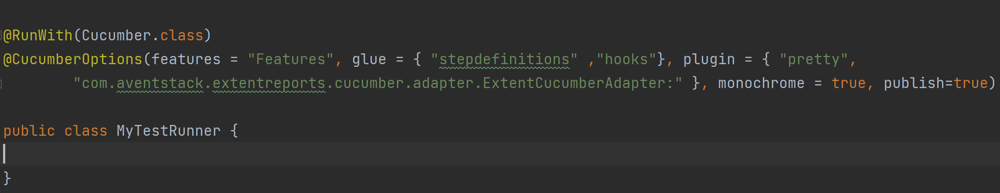 @RunWith(Cucumber.class)
@CucumberOptions(features = "Features", glue = { "stepdefinitions" ,"hooks"}, plugin = { "pretty",
"com.aventstack.extentreports.cucumber.adapter.ExtentCucumberAdapter:" }, monochrome = true, publish=true)
public class MyTestRunner {
}